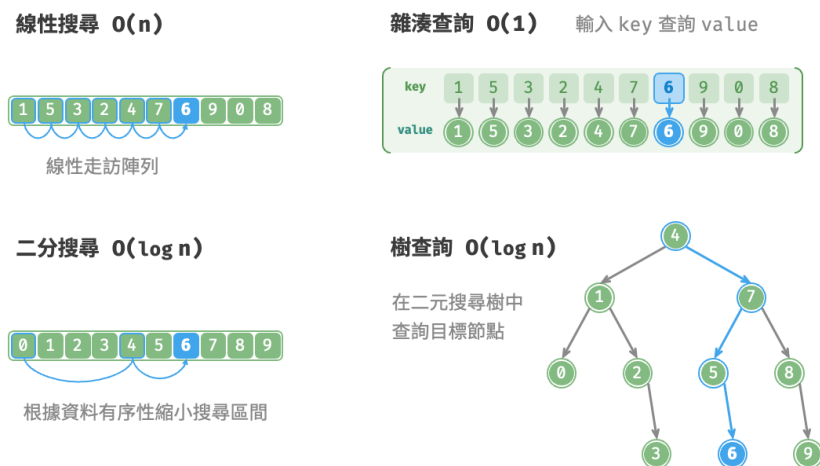 線性搜尋 O(n)
1 5 3 2 4 7 6 9 0 8
線性走訪陣列
雜湊查詢 O(1) 輸入 key 查詢 value
key 1 5 3 2 4 7 6 9 0 8
value 1 5 3 2 4 7 6 9 0 8
二分搜尋 O(log n)
0 1 2 3 4 5 6 7 8 9
根據資料有序性縮小搜尋區間
樹查詢 O(log n)
在二元搜尋樹中
查詢目標節點
4
1 7
0 2 5 8
3 6 9